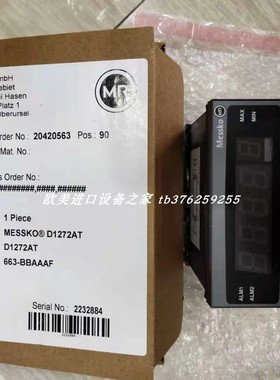 mbH
ebiet
ei Hasen
Platz 1
berursel
MR
Order No.: 20420563 Pos.: 90
Mat. No.:
s Order No.:
1 Piece
MESSKO® D1272AT
D1272AT
663-BBAAAF
Serial No.: 2232884
Messko
MAX
MIN
ALM1
ALM2
欧美进口设备之家 tb376259255